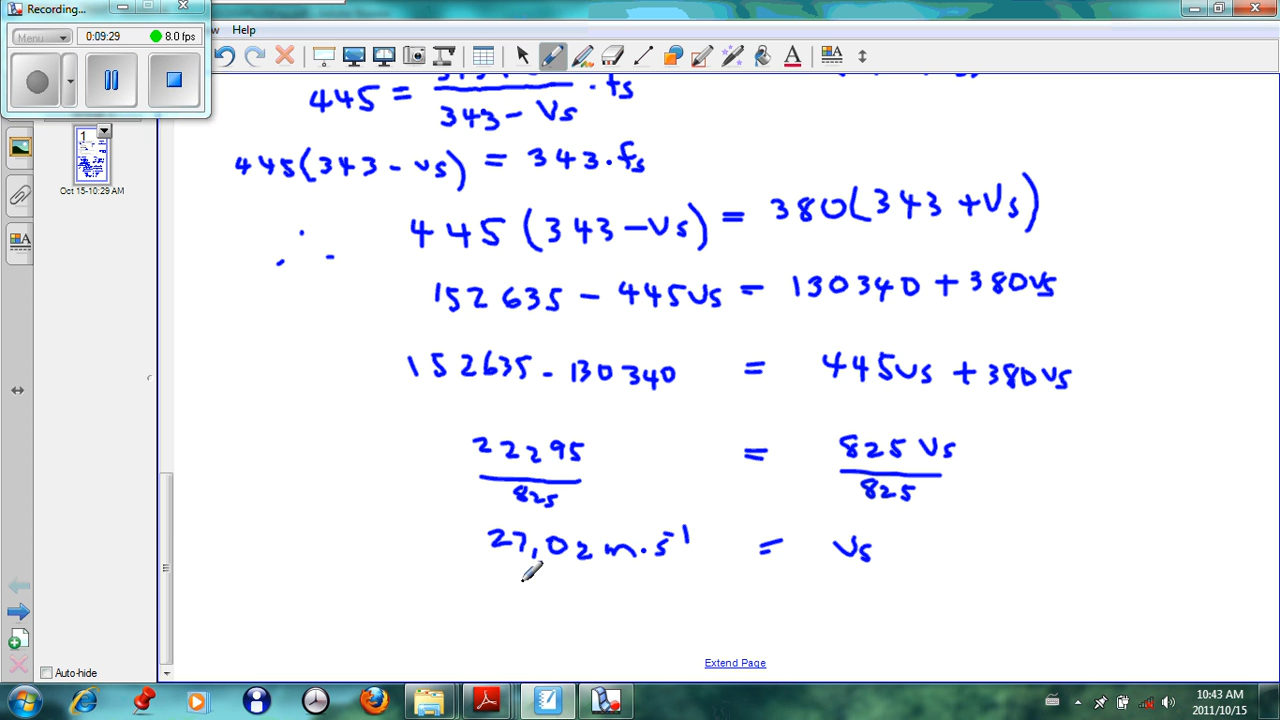 Recording...
Menu 0:09:29 8.0 fps
Help
1
Oct 15-10:29 AM
445 = 343 - Vs . fs
445(343 - vs) = 343.fs
∴ 445(343 - Vs) = 380(343 + Vs)
152 635 - 445Vs = 130340 + 380Vs
152635 - 130340 = 445Vs + 380Vs
22295 = 825 Vs
825 825
27,02 m.s⁻¹ = Vs
Extend Page
Auto-hide
10:43 AM
2011/10/15